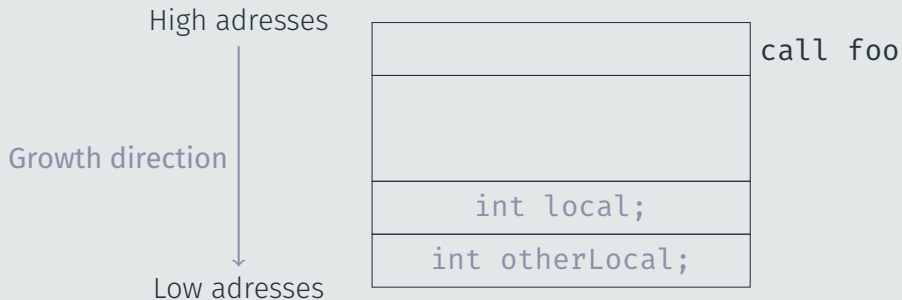 High adresses
call foo
Growth direction
int local;
int otherLocal;
Low adresses